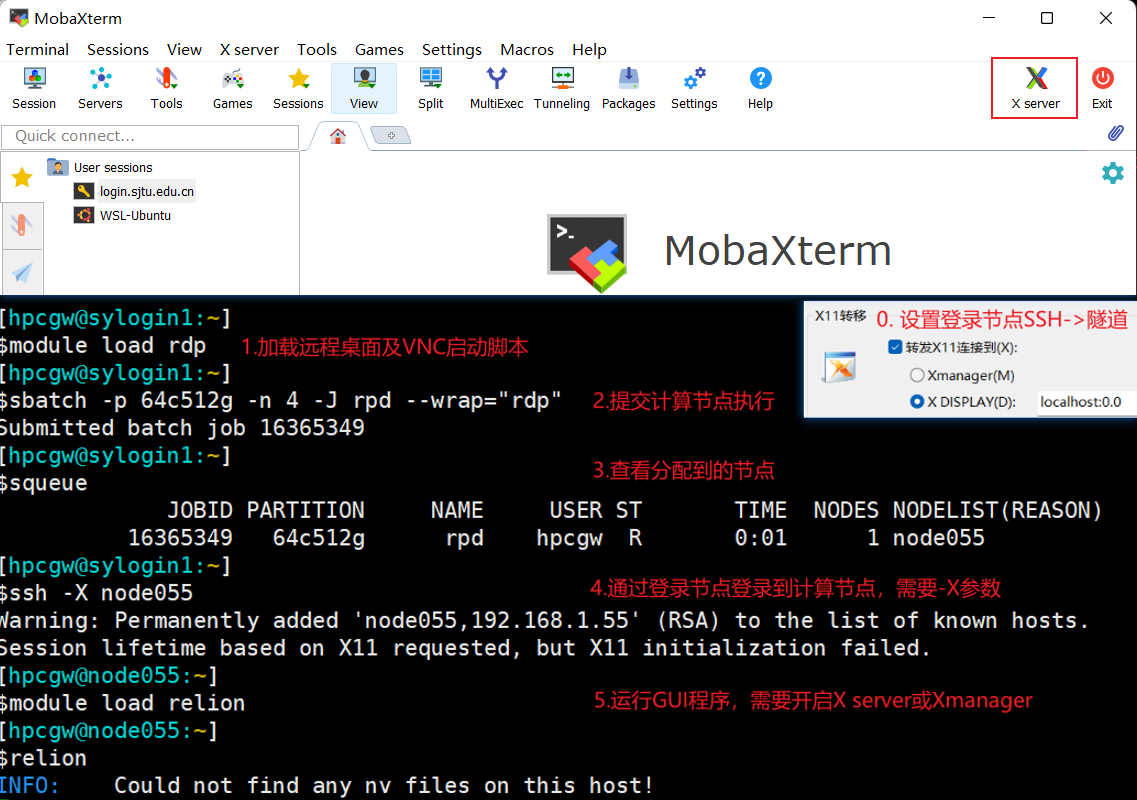 MobaXterm
Terminal Sessions View X server Tools Games Settings Macros Help
Session Servers Tools Games Sessions View Split MultiExec Tunneling Packages Settings Help X server Exit
Quick connect...
User sessions
login.sjtu.edu.cn
WSL-Ubuntu
>_
MobaXterm
[hpcgw@sylogin1:~]
X11转移 0. 设置登录节点SSH->隧道
$module load rdp 1.加载远程桌面及VNC启动脚本
转发X11连接到(X):
[hpcgw@sylogin1:~]
Xmanager(M)
$sbatch -p 64c512g -n 4 -J rpd --wrap="rdp" 2.提交计算节点执行
X DISPLAY(D): localhost:0.0
Submitted batch job 16365349
[hpcgw@sylogin1:~]
3.查看分配到的节点
$squeue
JOBID PARTITION NAME USER ST TIME NODES NODELIST(REASON)
16365349 64c512g rpd hpcgw R 0:01 1 node055
[hpcgw@sylogin1:~]
$ssh -X node055 4.通过登录节点登录到计算节点，需要-X参数
Warning: Permanently added 'node055,192.168.1.55' (RSA) to the list of known hosts.
Session lifetime based on X11 requested, but X11 initialization failed.
[hpcgw@node055:~]
$module load relion 5.运行GUI程序，需要开启X server或Xmanager
[hpcgw@node055:~]
$relion
INFO: Could not find any nv files on this host!